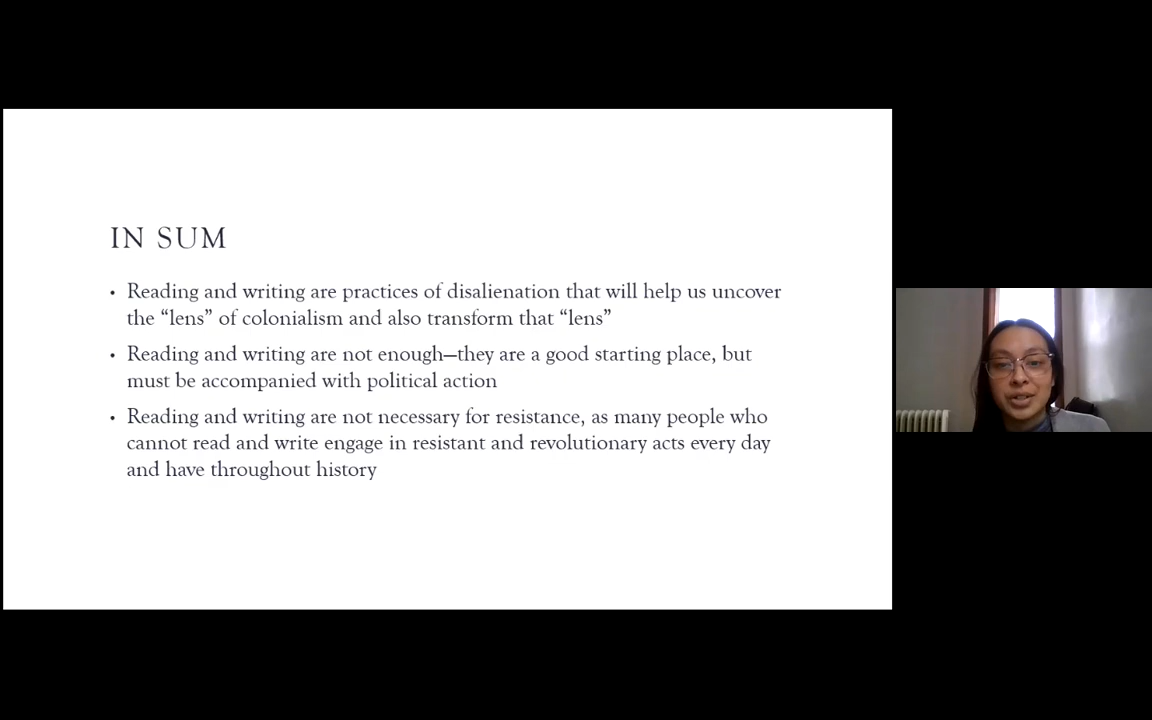 IN SUM
• Reading and writing are practices of disalienation that will help us uncover
the “lens” of colonialism and also transform that “lens”
• Reading and writing are not enough—they are a good starting place, but
must be accompanied with political action
• Reading and writing are not necessary for resistance, as many people who
cannot read and write engage in resistant and revolutionary acts every day
and have throughout history